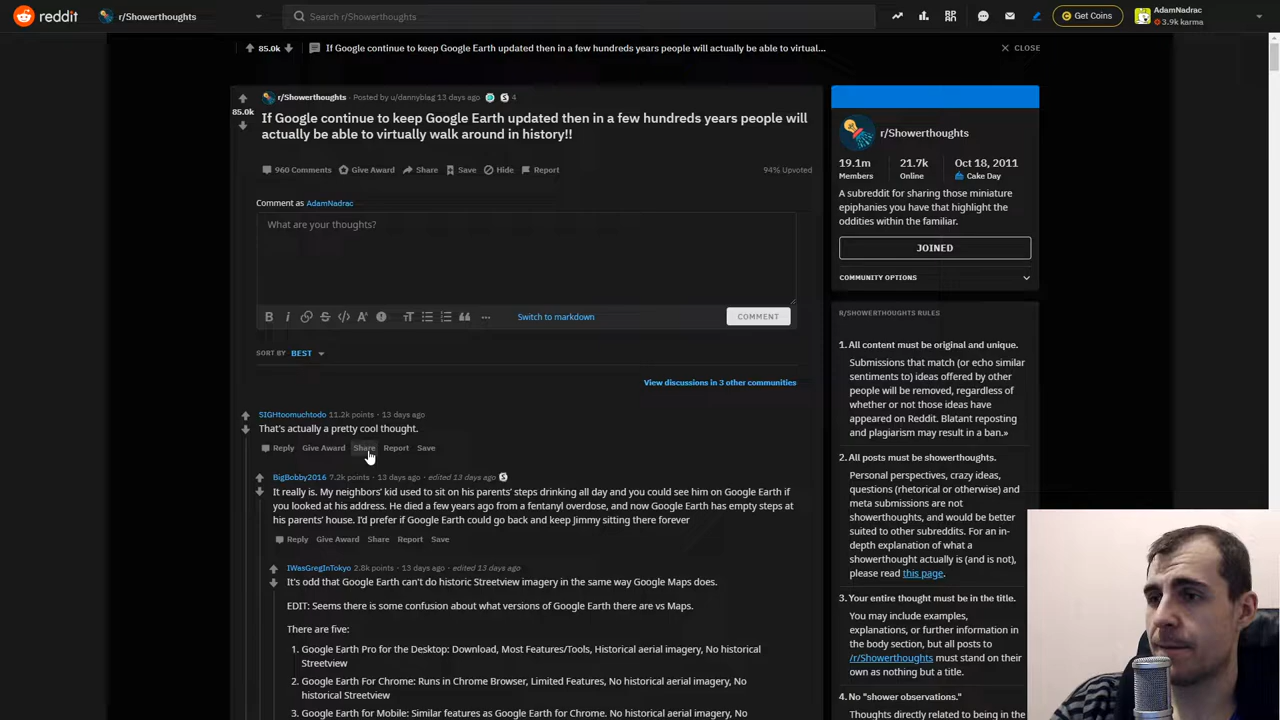 reddit r/Showerthoughts Search r/Showerthoughts Get Coins AdamNadrac
3.9k karma
85.0k If Google continue to keep Google Earth updated then in a few hundreds years people will actually be able to virtual... CLOSE
r/Showerthoughts · Posted by u/dannyblag 13 days ago S 4
85.0k
If Google continue to keep Google Earth updated then in a few hundreds years people will
actually be able to virtually walk around in history!!
960 Comments Give Award Share Save Hide Report 94% Upvoted
Comment as AdamNadrac
What are your thoughts?
B i Switch to markdown COMMENT
SORT BY BEST
View discussions in 3 other communities
SIGHtoomuchtodo 11.2k points · 13 days ago
That's actually a pretty cool thought.
Reply Give Award Share Report Save
BigBobby2016 7.2k points · 13 days ago · edited 13 days ago S
It really is. My neighbors' kid used to sit on his parents' steps drinking all day and you could see him on Google Earth if
you looked at his address. He died a few years ago from a fentanyl overdose, and now Google Earth has empty steps at
his parents' house. I'd prefer if Google Earth could go back and keep Jimmy sitting there forever
Reply Give Award Share Report Save
IWasGregInTokyo 2.8k points · 13 days ago · edited 13 days ago
It's odd that Google Earth can't do historic Streetview imagery in the same way Google Maps does.
EDIT: Seems there is some confusion about what versions of Google Earth there are vs Maps.
There are five:
1. Google Earth Pro for the Desktop: Download, Most Features/Tools, Historical aerial imagery, No historical
Streetview
2. Google Earth For Chrome: Runs in Chrome Browser, Limited Features, No historical aerial imagery, No
historical Streetview
3. Google Earth for Mobile: Similar features as Google Earth for Chrome. No historical aerial imagery, No
r/Showerthoughts
19.1m 21.7k Oct 18, 2011
Members Online Cake Day
A subreddit for sharing those miniature
epiphanies you have that highlight the
oddities within the familiar.
JOINED
COMMUNITY OPTIONS
R/SHOWERTHOUGHTS RULES
1. All content must be original and unique.
Submissions that match (or echo similar
sentiments to) ideas offered by other
people will be removed, regardless of
whether or not those ideas have
appeared on Reddit. Blatant reposting
and plagiarism may result in a ban.»
2. All posts must be showerthoughts.
Personal perspectives, crazy ideas,
questions (rhetorical or otherwise) and
meta submissions are not
showerthoughts, and would be better
suited to other subreddits. For an in-
depth explanation of what a
showerthought actually is (and is not),
please read this page.
3. Your entire thought must be in the title.
You may include examples,
explanations, or further information in
the body section, but all posts to
/r/Showerthoughts must stand on their
own as nothing but a title.
4. No "shower observations."
Thoughts directly related to being in the